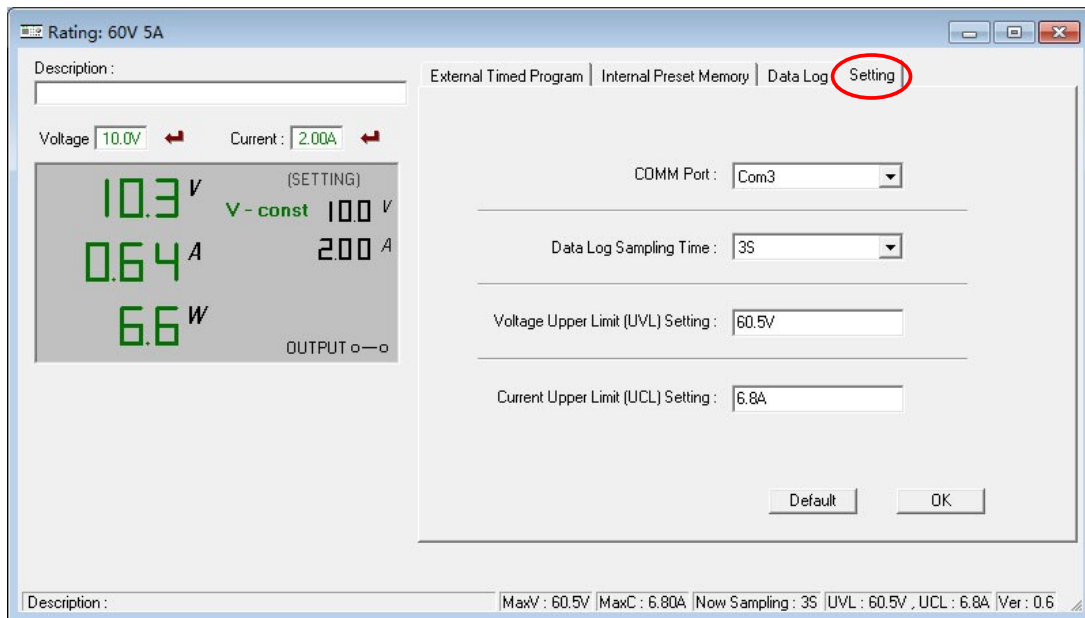 Rating: 60V 5A
Description :
Voltage 10.0V Current : 2.00A
10.3 V
0.64 A
6.6 W
(SETTING)
V - const 10.0 V
2.00 A
OUTPUT
External Timed Program Internal Preset Memory Data Log Setting
COMM Port : Com3
Data Log Sampling Time : 3S
Voltage Upper Limit (UVL) Setting : 60.5V
Current Upper Limit (UCL) Setting : 6.8A
Default OK
Description : MaxV : 60.5V MaxC : 6.80A Now Sampling : 3S UVL : 60.5V , UCL : 6.8A Ver : 0.6